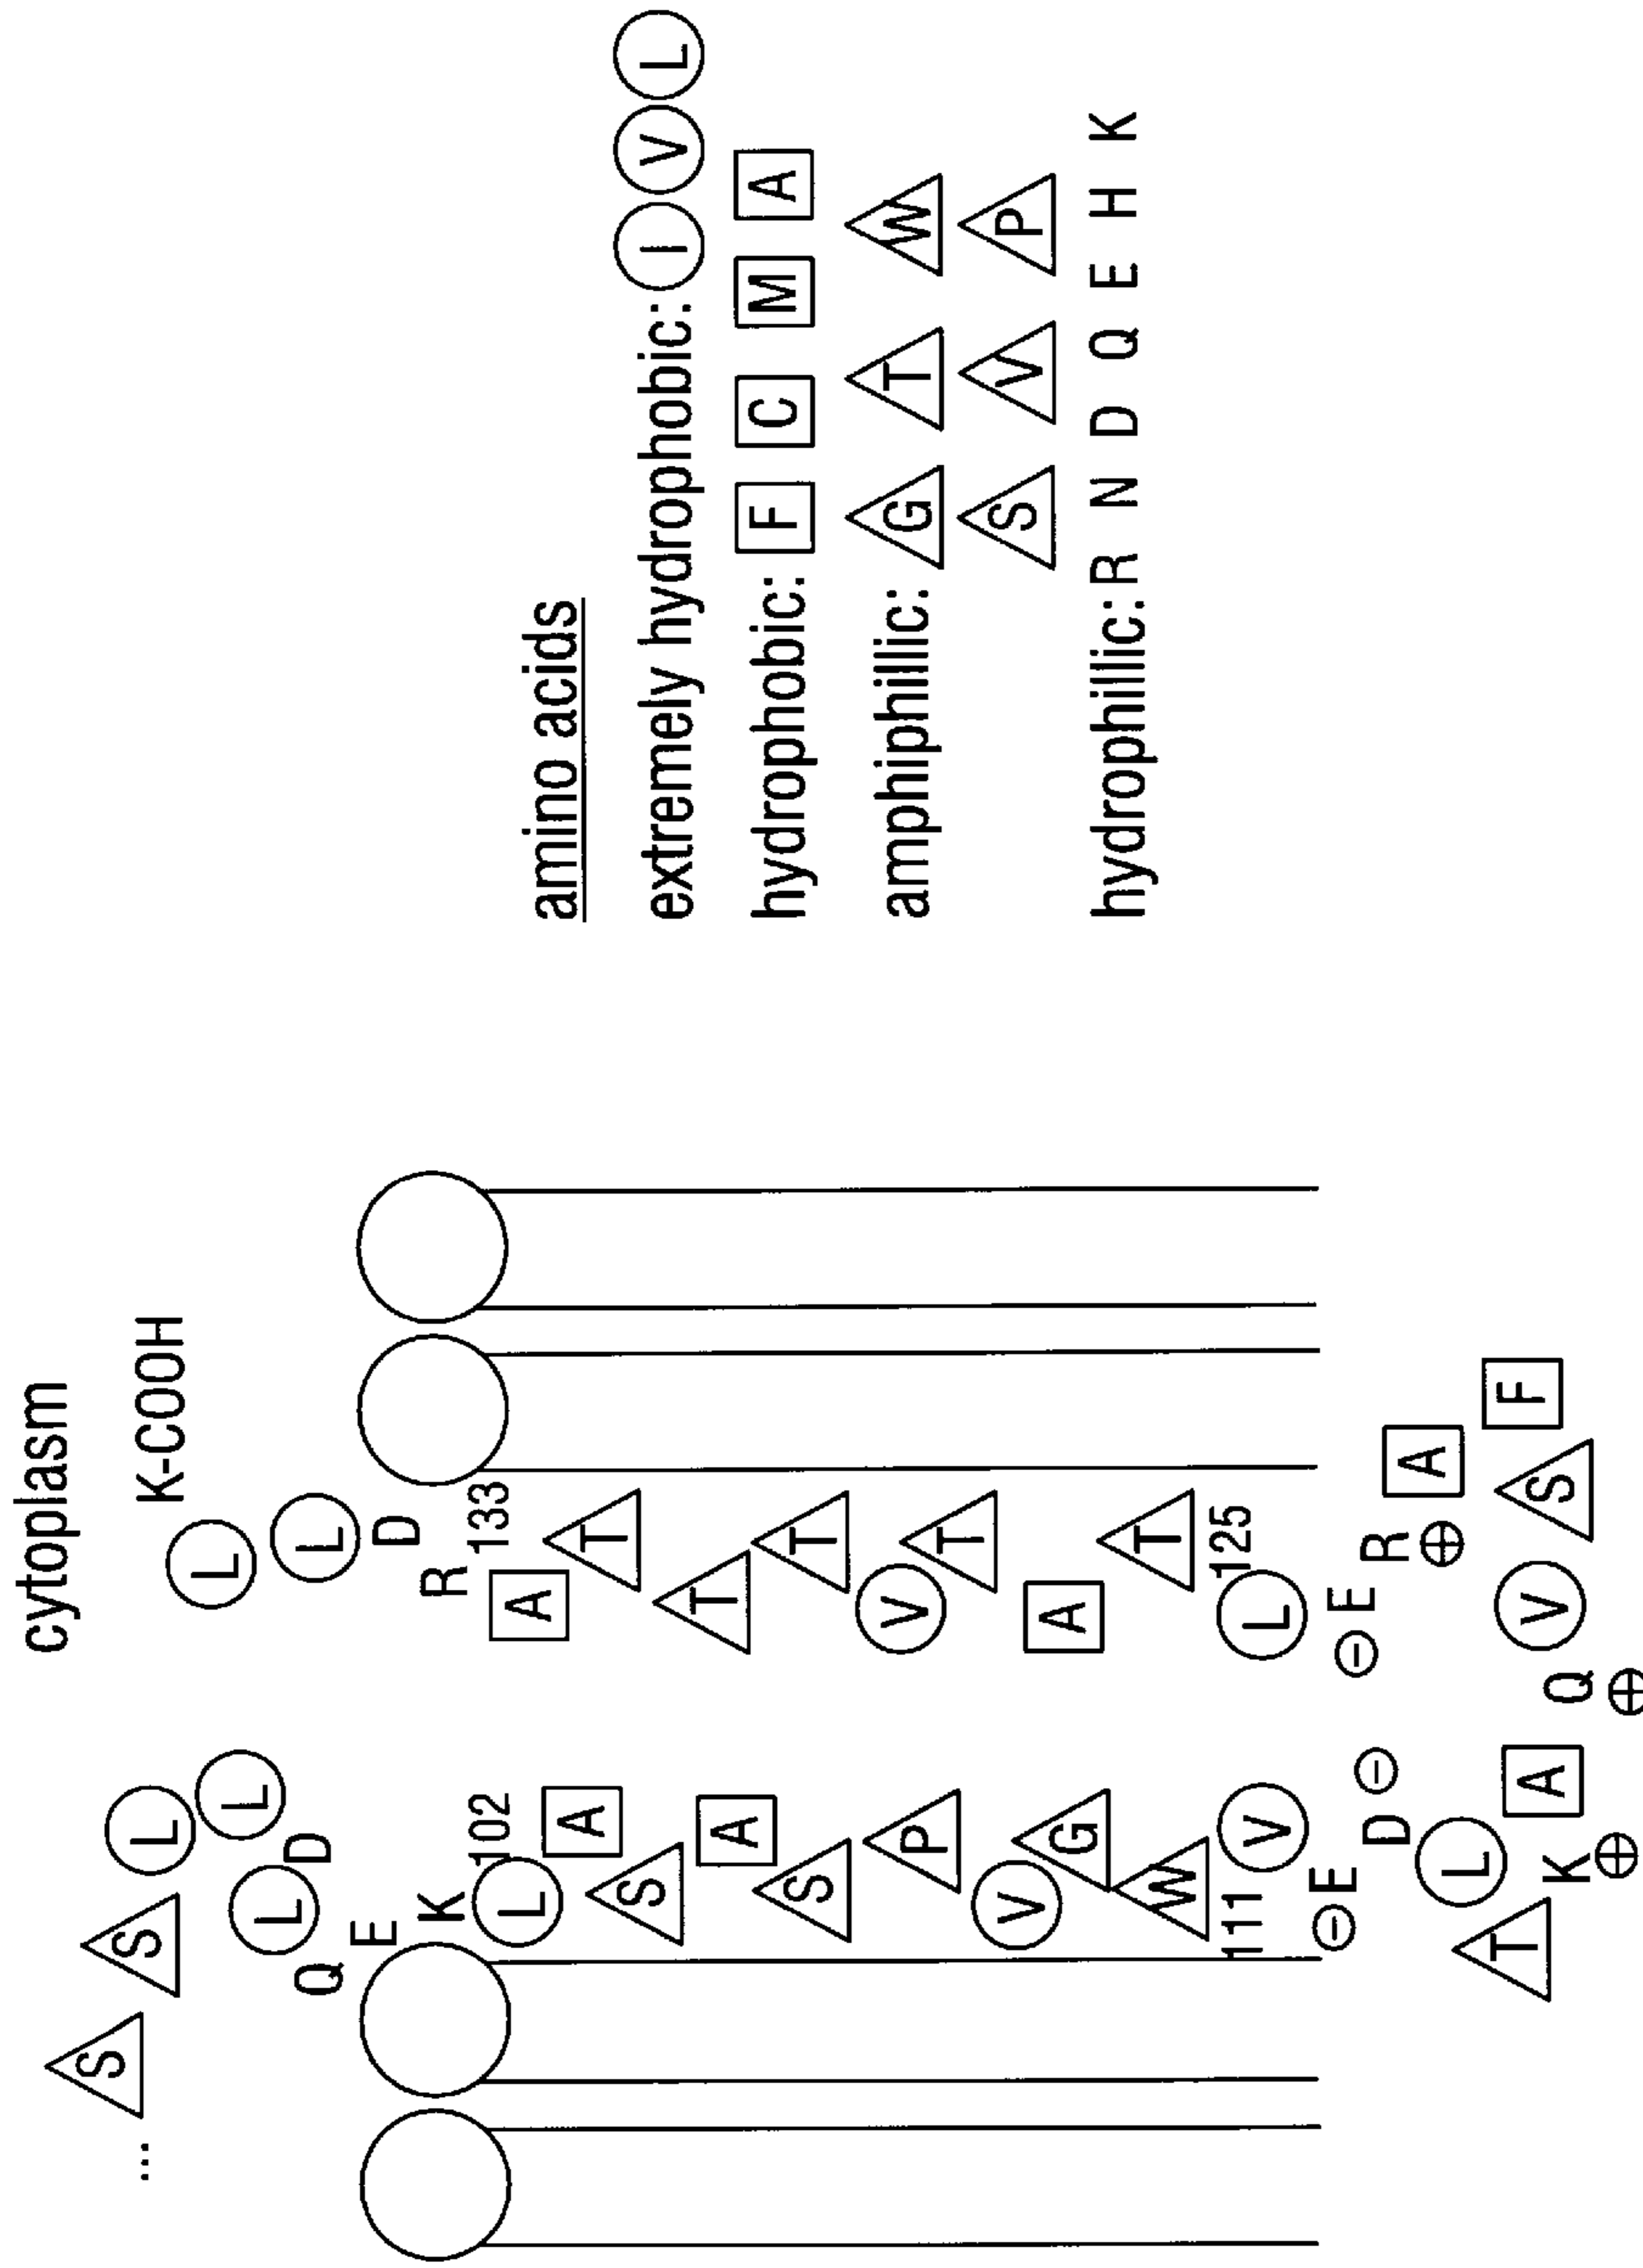 cytoplasm
... S S L K-COOH
L L
L D L
Q E D
K R
102 133
L A A T
S T
A
S T
P V T
V G A
W T
111 V L 125
⊖E ⊖E
D⊖ R
⊕
L A
T K A Q V S F
⊕ ⊕
amino acids
extremely hydrophobic: I V L
hydrophobic: F C M A
amphiphillic: G T W
S V P
hydrophillic: R N D Q E H K